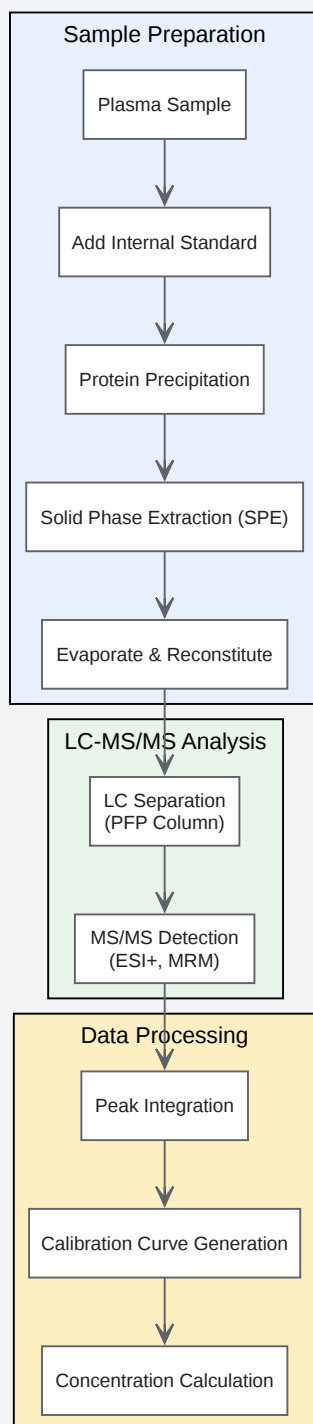 Sample Preparation
Plasma Sample
Add Internal Standard
Protein Precipitation
Solid Phase Extraction (SPE)
Evaporate & Reconstitute
LC-MS/MS Analysis
LC Separation
(PFP Column)
MS/MS Detection
(ESI+, MRM)
Data Processing
Peak Integration
Calibration Curve Generation
Concentration Calculation